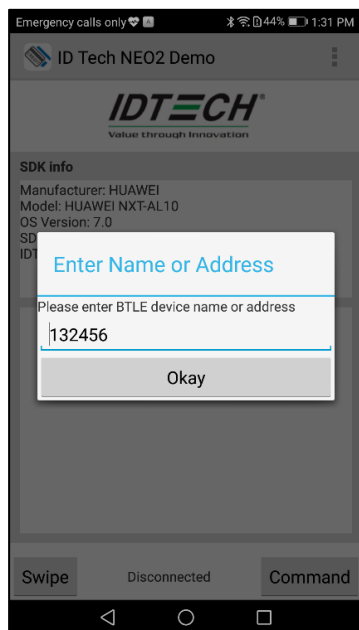 Emergency calls only 44% 1:31 PM
ID Tech NEO2 Demo
IDTECH®
Value through Innovation
SDK info
Manufacturer: HUAWEI
Model: HUAWEI NXT-AL10
OS Version: 7.0
SD
IDT
Enter Name or Address
Please enter BTLE device name or address
132456
Okay
Swipe Disconnected Command